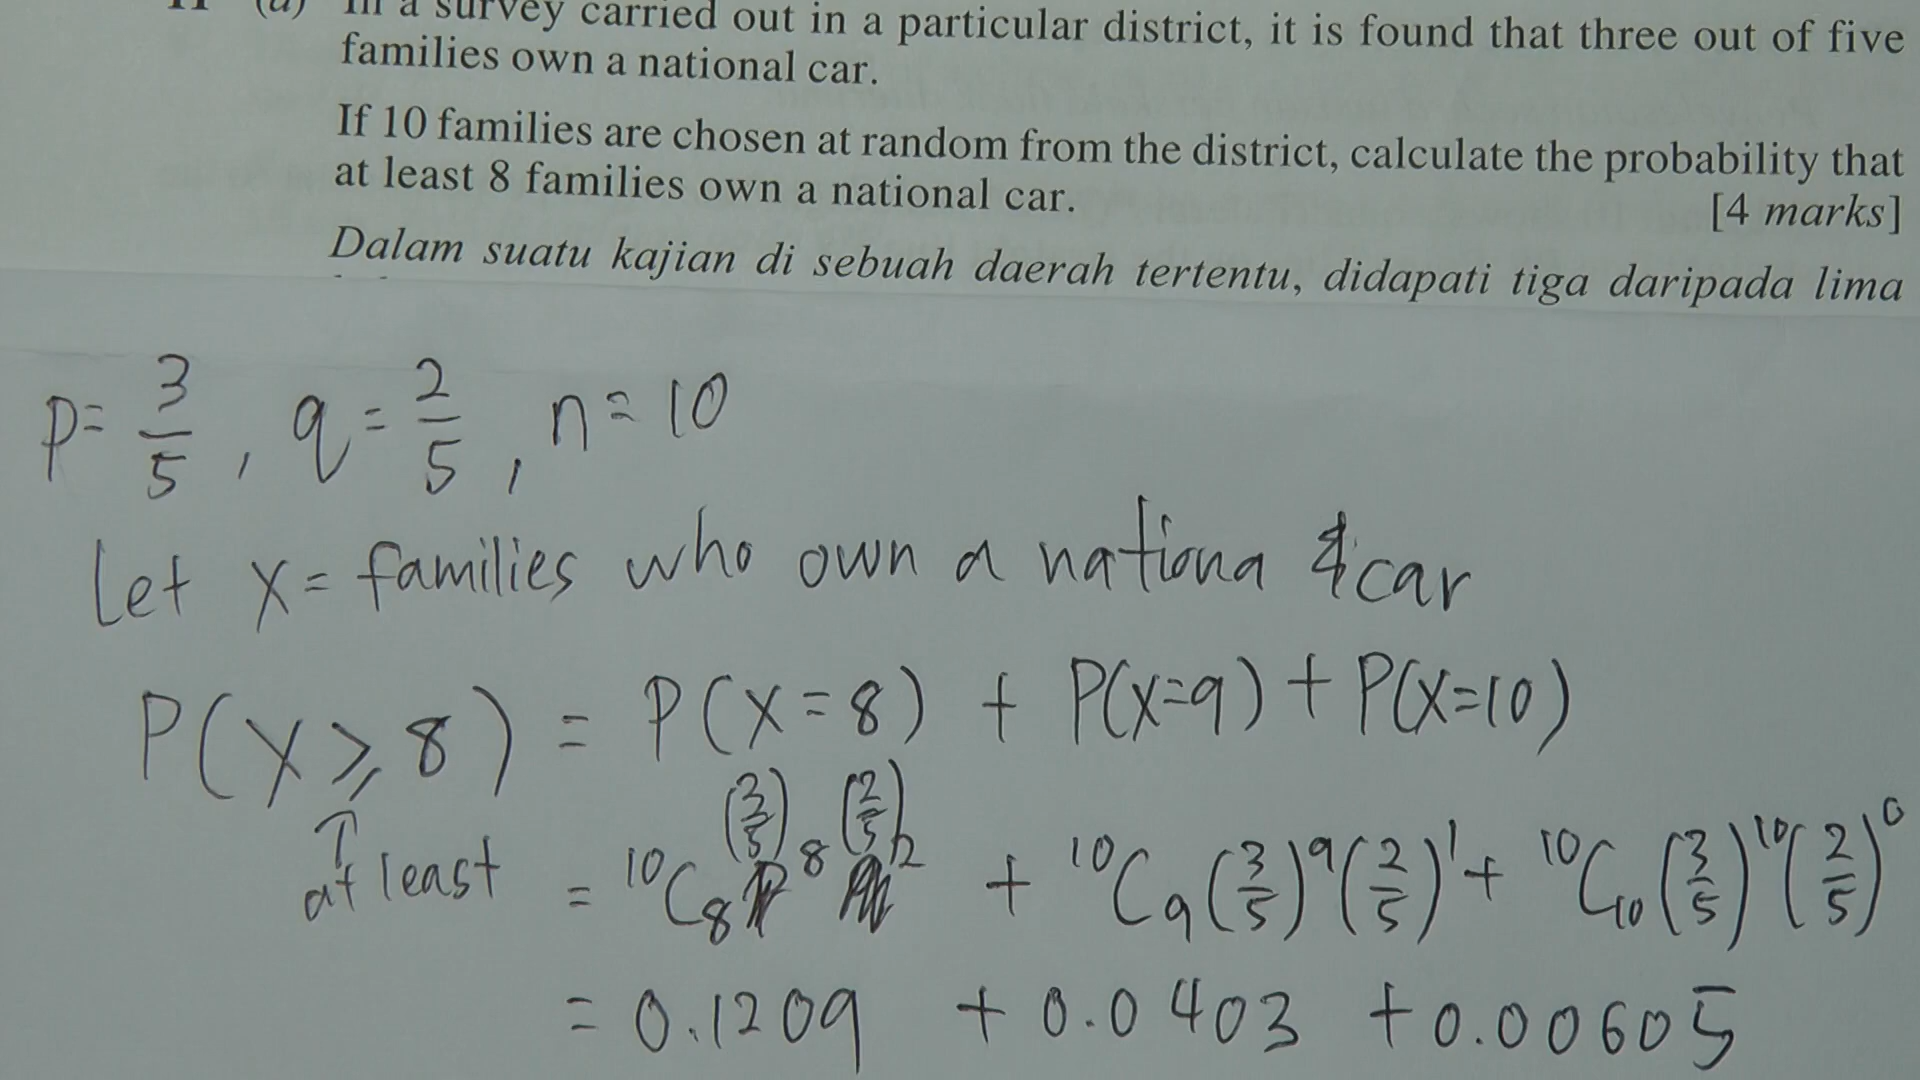 (a) In a survey carried out in a particular district, it is found that three out of five
families own a national car.
If 10 families are chosen at random from the district, calculate the probability that
at least 8 families own a national car.
[4 marks]
Dalam suatu kajian di sebuah daerah tertentu, didapati tiga daripada lima
p = 3/5 , q = 2/5 , n = 10
Let X = families who own a nationa car
P(X ≥ 8) = P(X=8) + P(X=9) + P(X=10)
↑
at least = ¹⁰C₈ (3/5)⁸ (2/5)² + ¹⁰C₉ (3/5)⁹ (2/5)¹ + ¹⁰C₁₀ (3/5)¹⁰ (2/5)⁰
= 0.1209 + 0.0403 + 0.00605